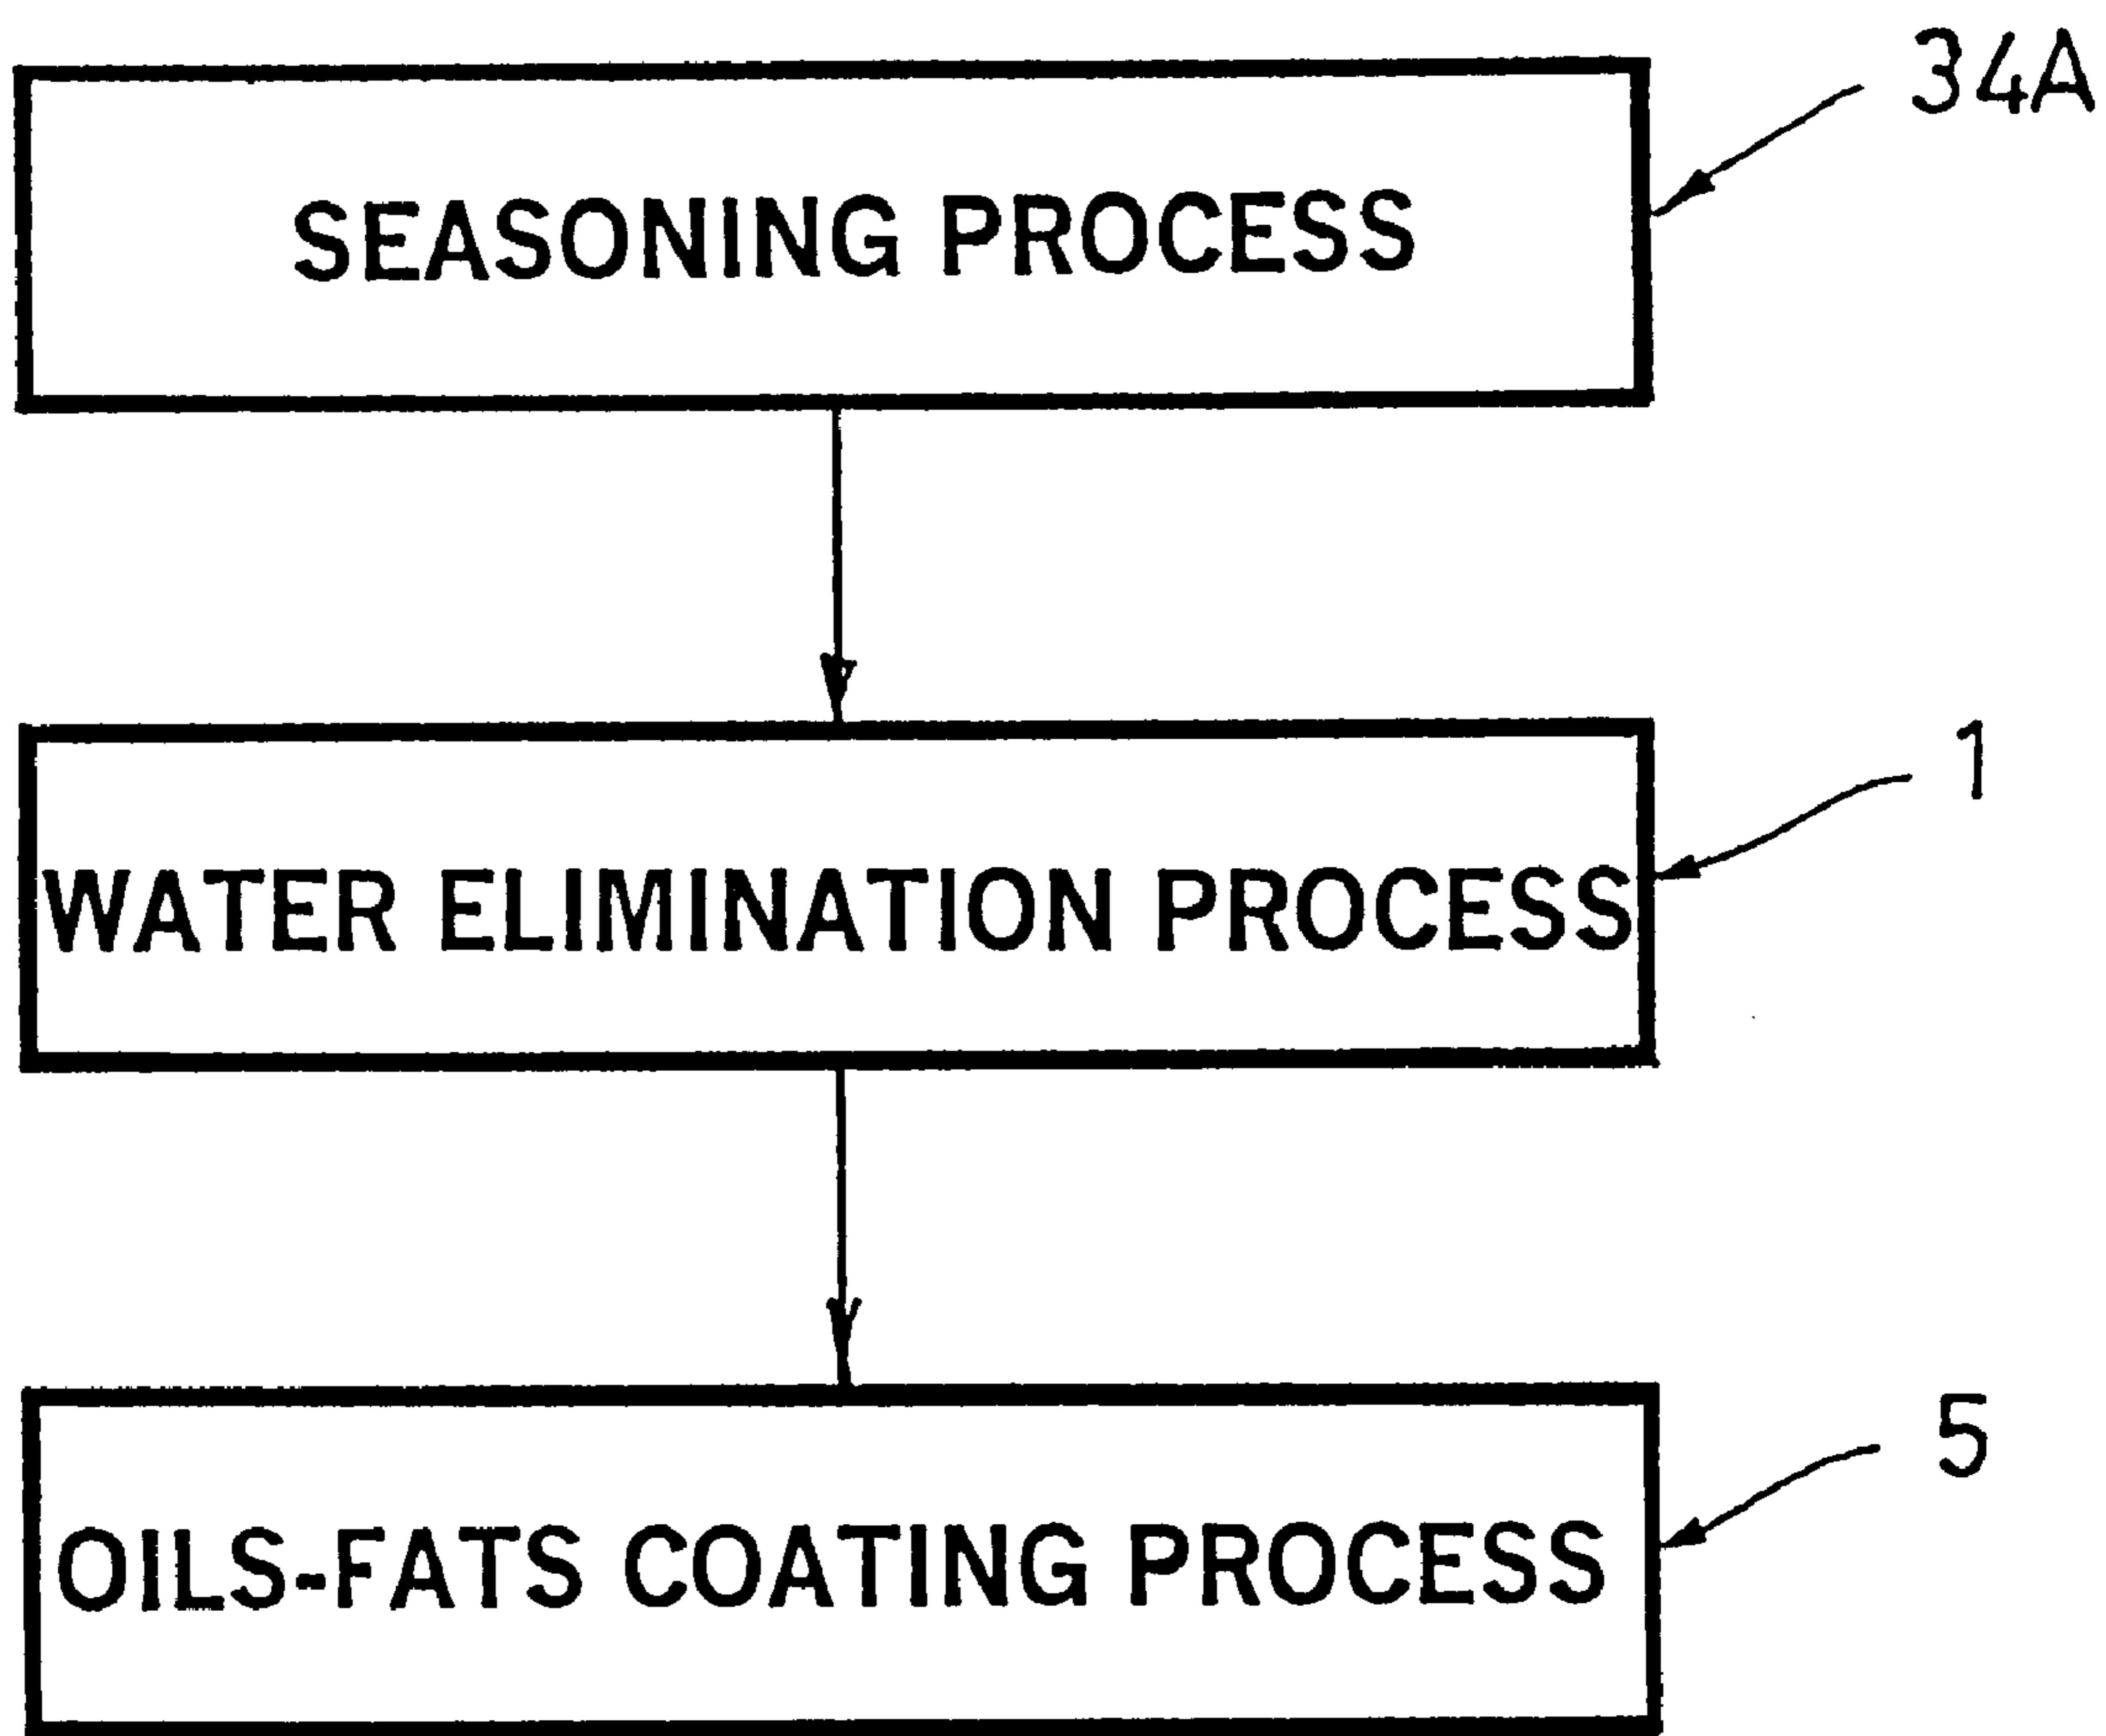 34A
SEASONING PROCESS
1
WATER ELIMINATION PROCESS
5
OILS-FATS COATING PROCESS